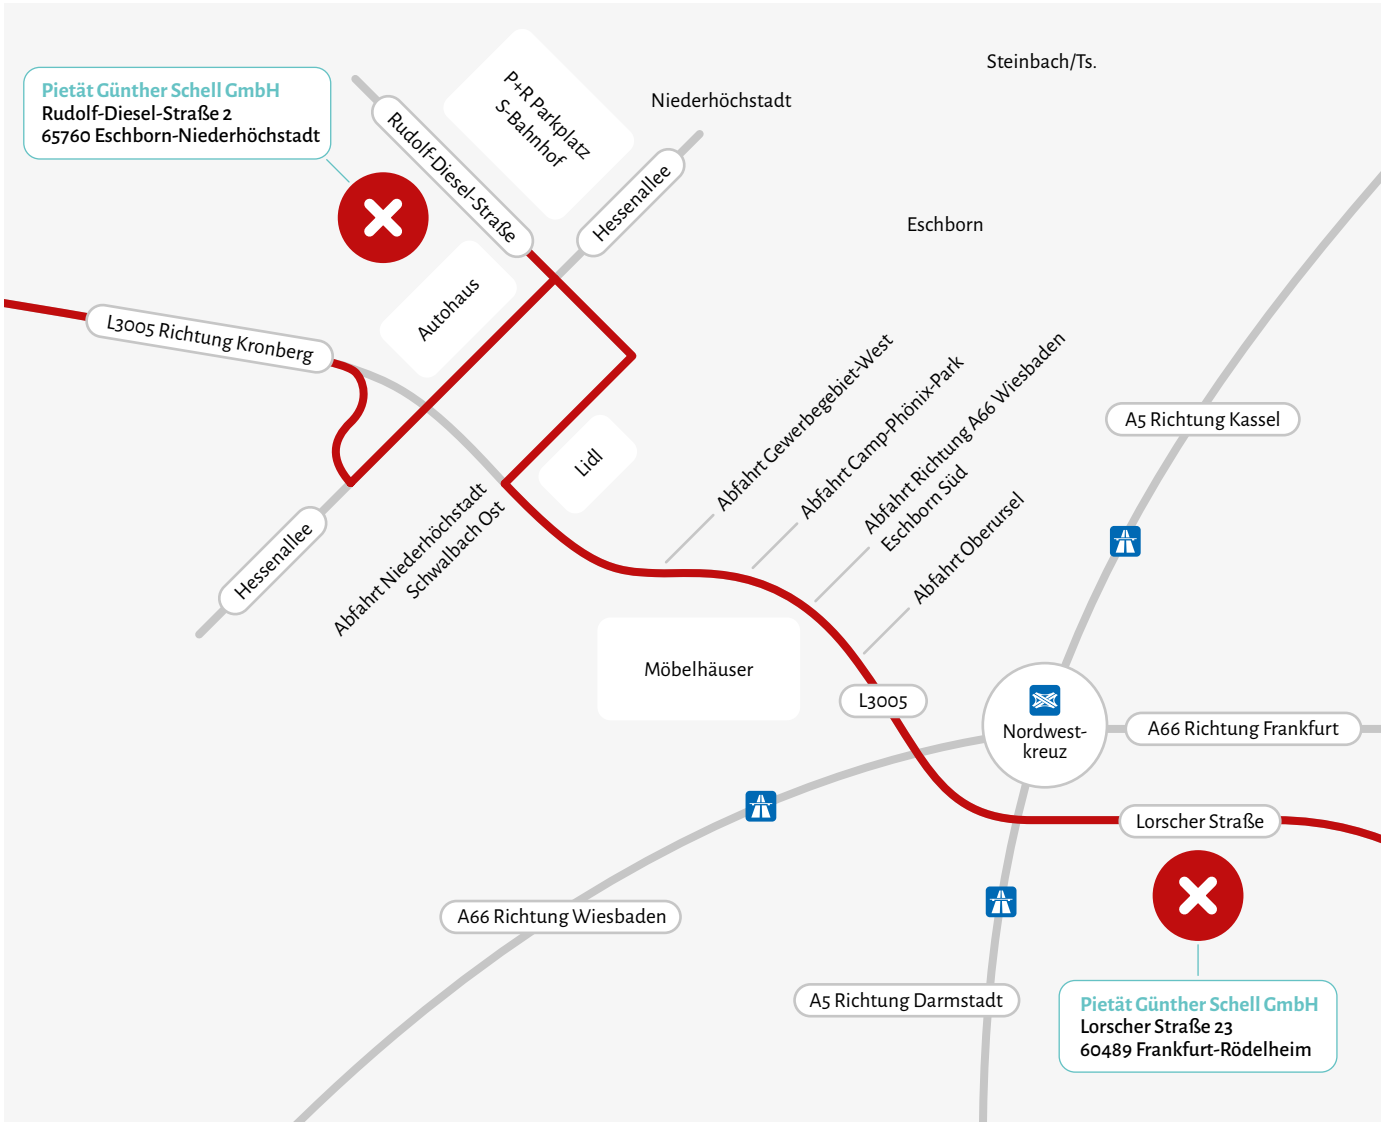 Steinbach/Ts.
Pietät Günther Schell GmbH
Rudolf-Diesel-Straße 2
65760 Eschborn-Niederhöchstadt
P+R Parkplatz
S-Bahnhof
Niederhöchstadt
Rudolf-Diesel-Straße
Hessenallee
Eschborn
Autohaus
L3005 Richtung Kronberg
Abfahrt Gewerbegebiet-West
Abfahrt Camp-Phönix-Park
Abfahrt Richtung A66 Wiesbaden
Eschborn Süd
Abfahrt Oberursel
A5 Richtung Kassel
Lidl
Hessenallee
Abfahrt Niederhöchstadt
Schwalbach Ost
Möbelhäuser
L3005
Nordwest-
kreuz
A66 Richtung Frankfurt
Lorscher Straße
A66 Richtung Wiesbaden
A5 Richtung Darmstadt
Pietät Günther Schell GmbH
Lorscher Straße 23
60489 Frankfurt-Rödelheim